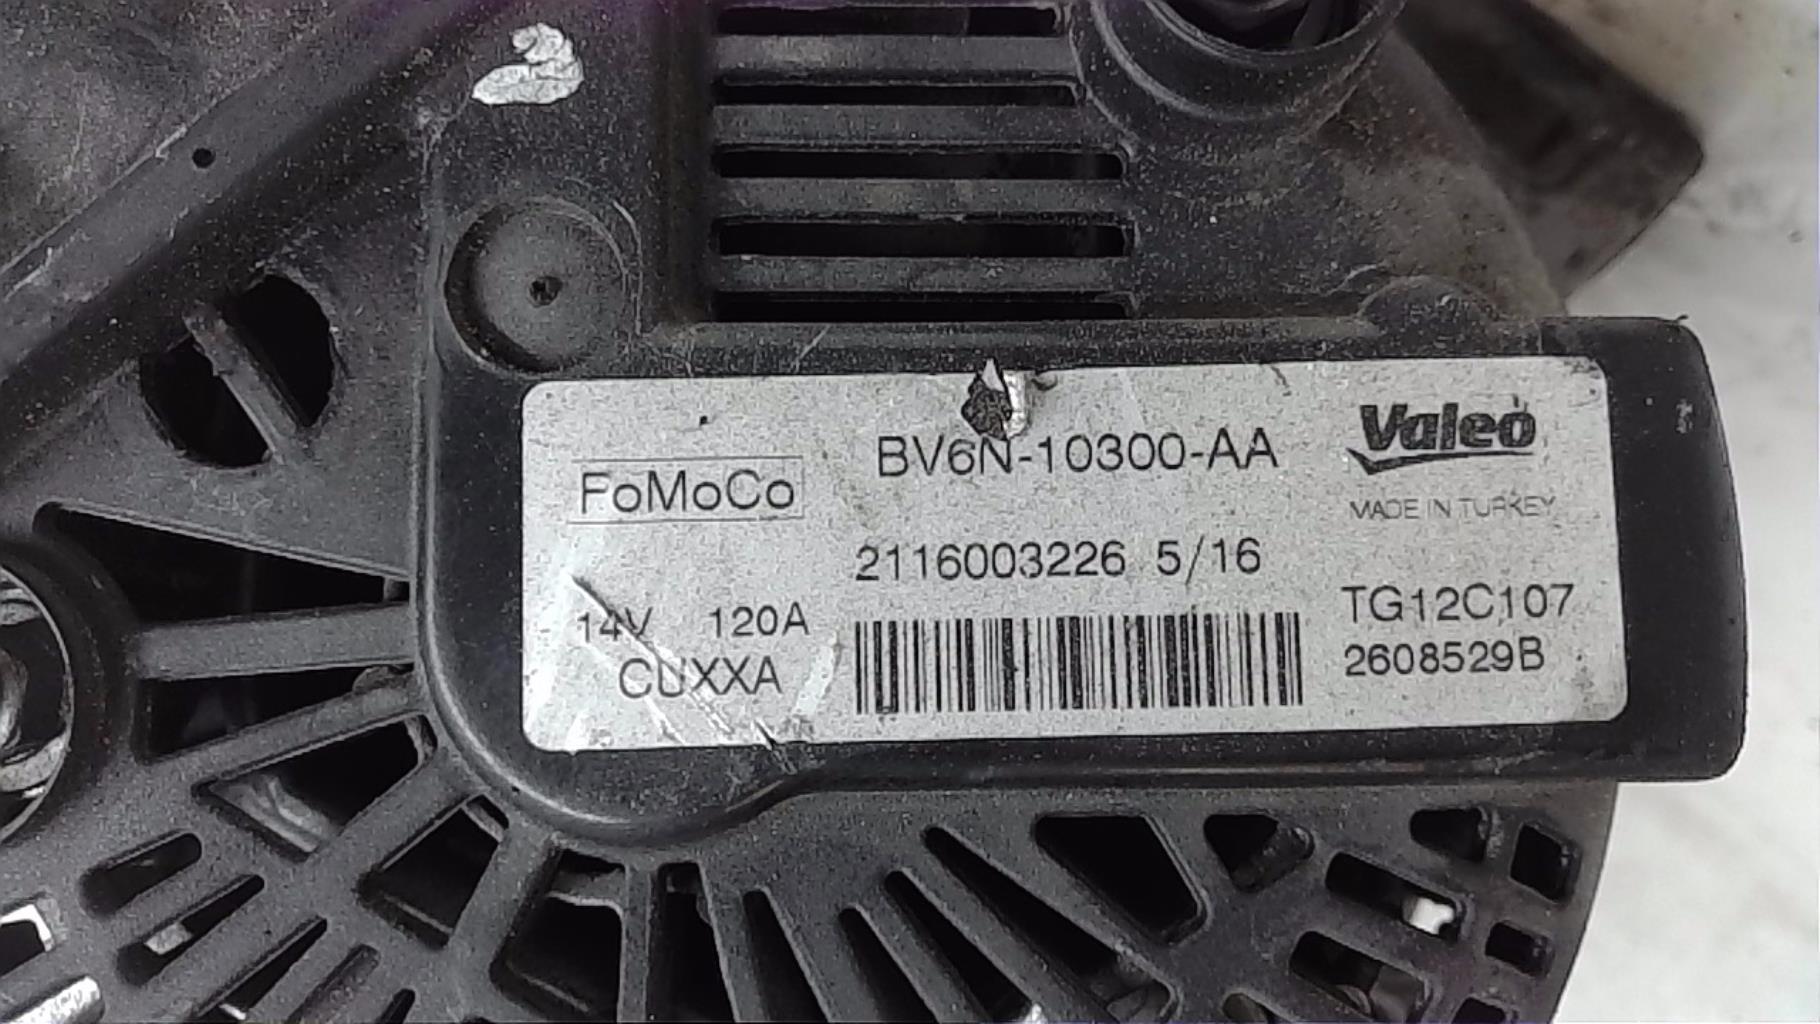 FoMoCo
BV6N-10300-AA
Valeo
MADE IN TURKEY
2116003226 5/16
14V 120A
CUXXA
TG12C107
2608529B